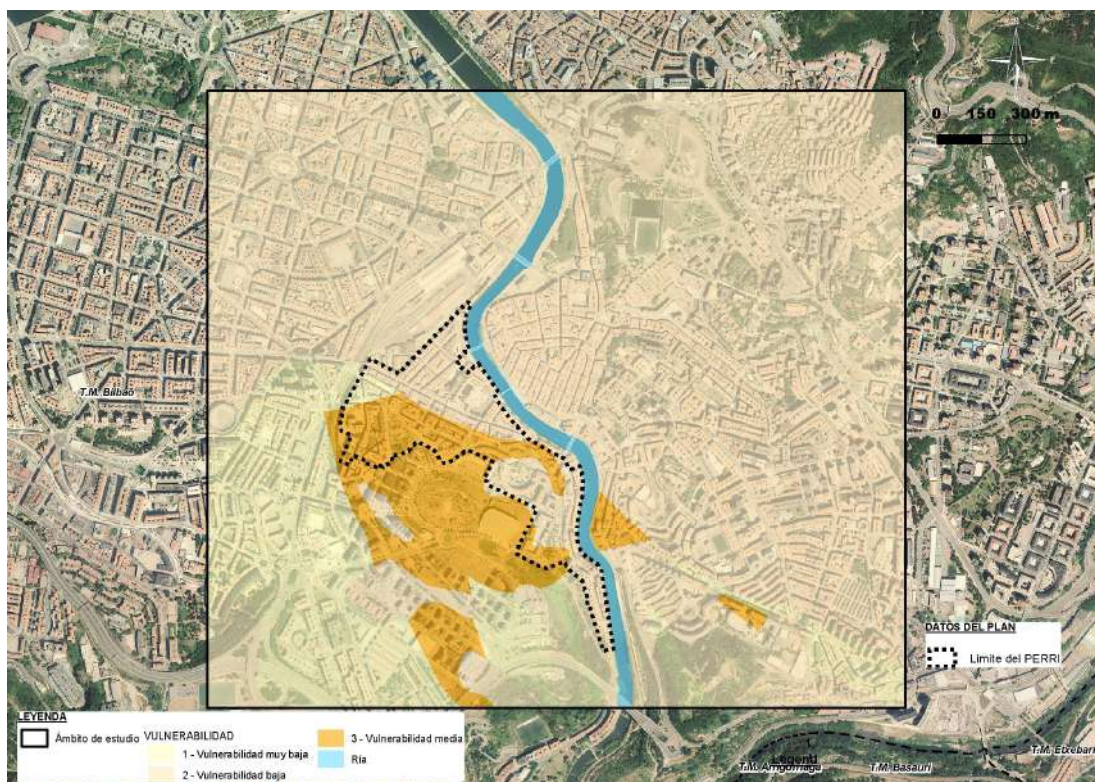 0 150 300 m
T.M. Bilbao
DATOS DEL PLAN
Límite del PERRI
LEYENDA
Ámbito de estudio
VULNERABILIDAD
1 - Vulnerabilidad muy baja
2 - Vulnerabilidad baja
3 - Vulnerabilidad media
Ría
Legenti
T.M. Etxebarri
T.M. Arrigorriaga
T.M. Basauri